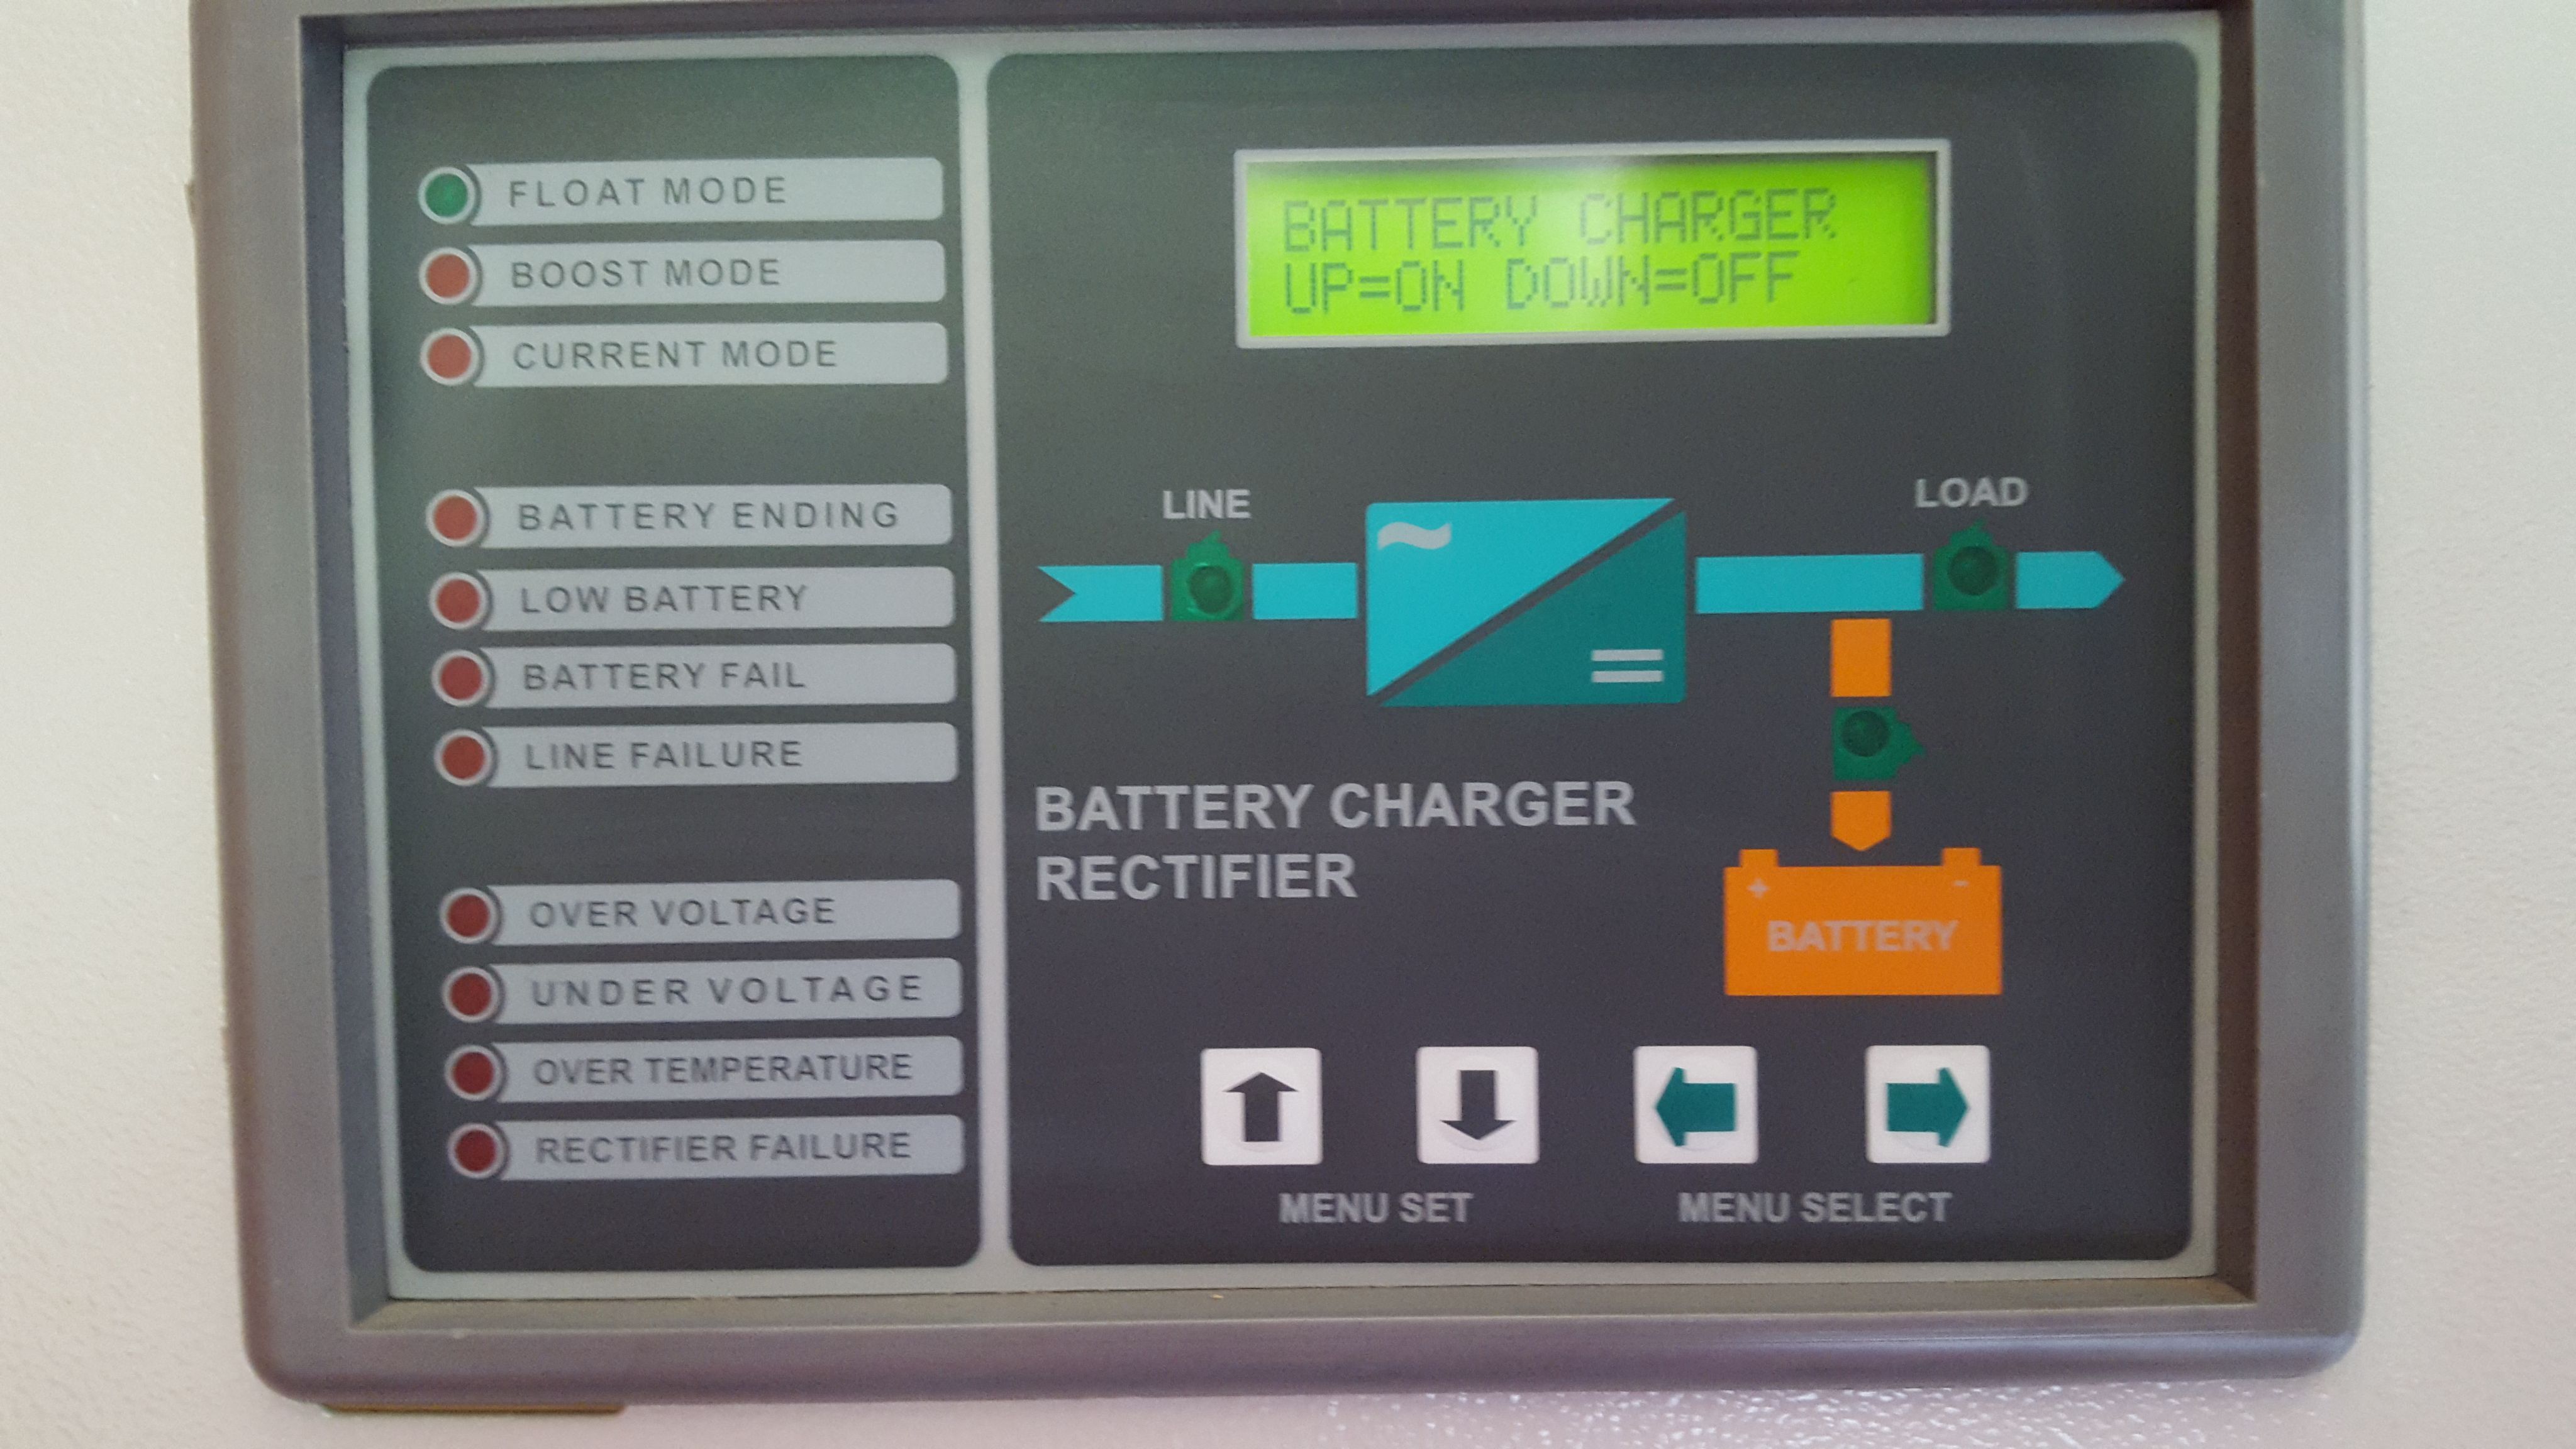 FLOAT MODE
BOOST MODE
CURRENT MODE
BATTERY ENDING
LOW BATTERY
BATTERY FAIL
LINE FAILURE
OVER VOLTAGE
UNDER VOLTAGE
OVER TEMPERATURE
RECTIFIER FAILURE
BATTERY CHARGER
UP=ON DOWN=OFF
LINE
LOAD
BATTERY CHARGER
RECTIFIER
+ -
BATTERY
MENU SET
MENU SELECT